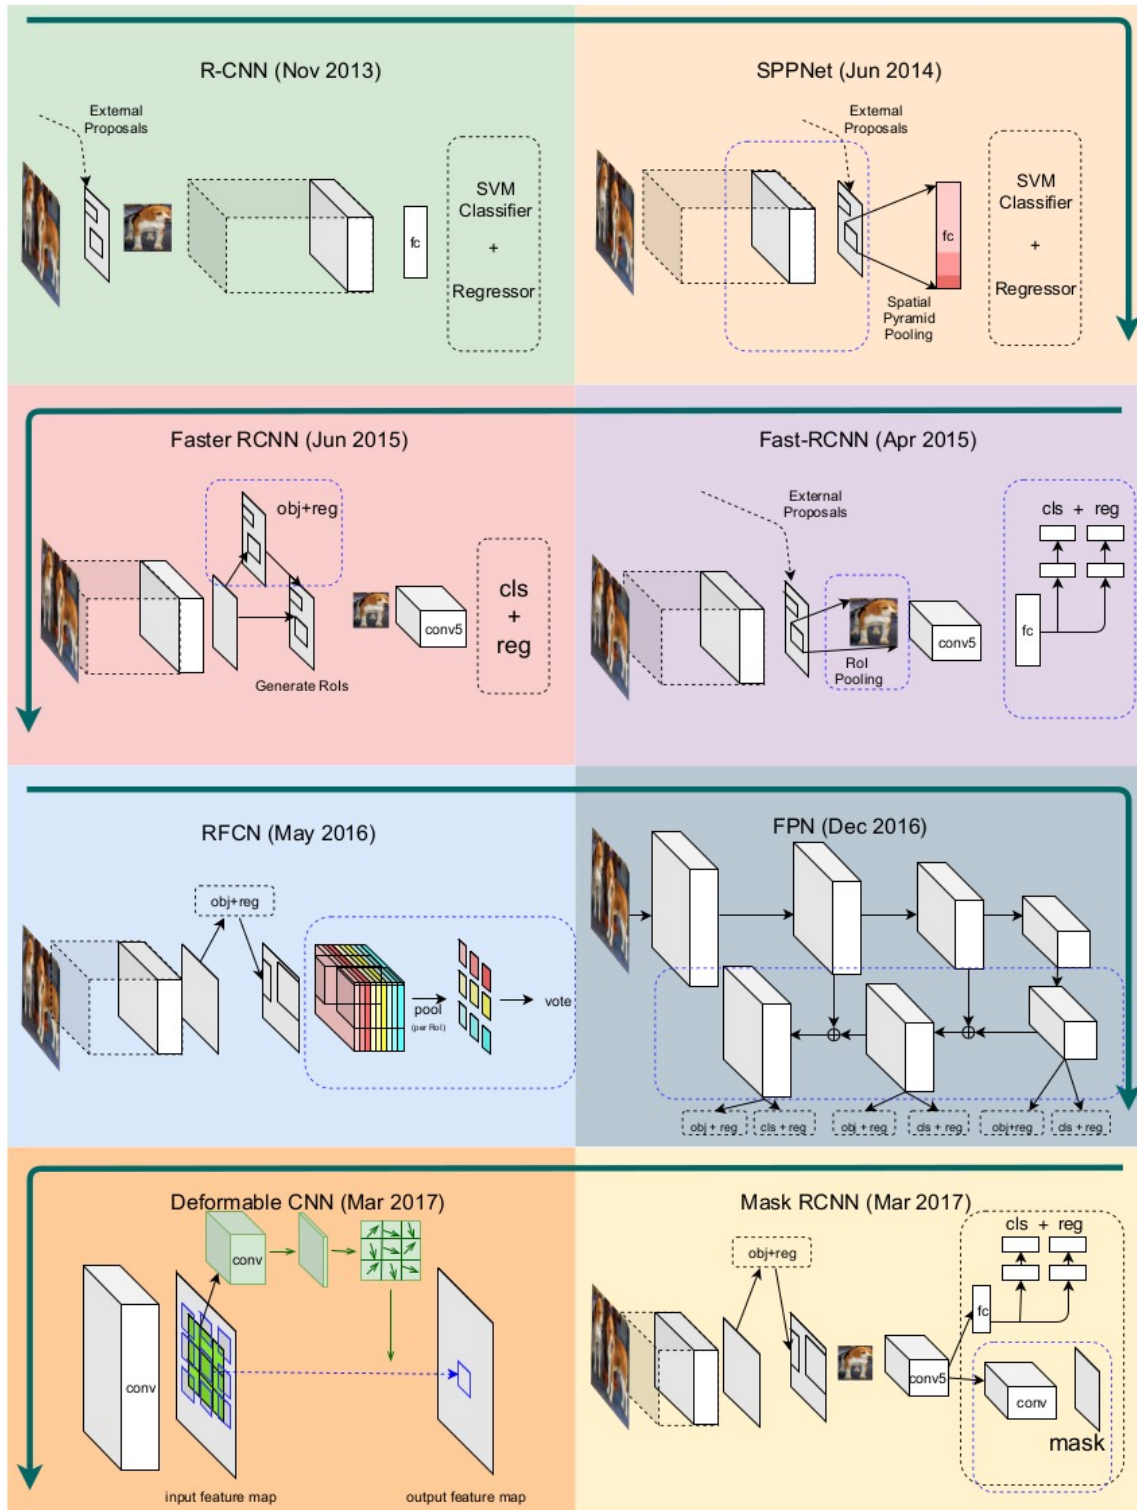 R-CNN (Nov 2013)
External
Proposals
fc
SVM
Classifier
+
Regressor
SPPNet (Jun 2014)
External
Proposals
fc
Spatial
Pyramid
Pooling
SVM
Classifier
+
Regressor
Faster RCNN (Jun 2015)
obj+reg
Generate RoIs
conv5
cls
+
reg
Fast-RCNN (Apr 2015)
External
Proposals
RoI
Pooling
conv5
fc
cls + reg
RFCN (May 2016)
obj+reg
pool
(per RoI)
vote
FPN (Dec 2016)
obj + reg
cls + reg
obj + reg
cls + reg
obj+reg
cls + reg
Deformable CNN (Mar 2017)
conv
conv
input feature map
output feature map
Mask RCNN (Mar 2017)
obj+reg
conv5
fc
cls + reg
conv
mask